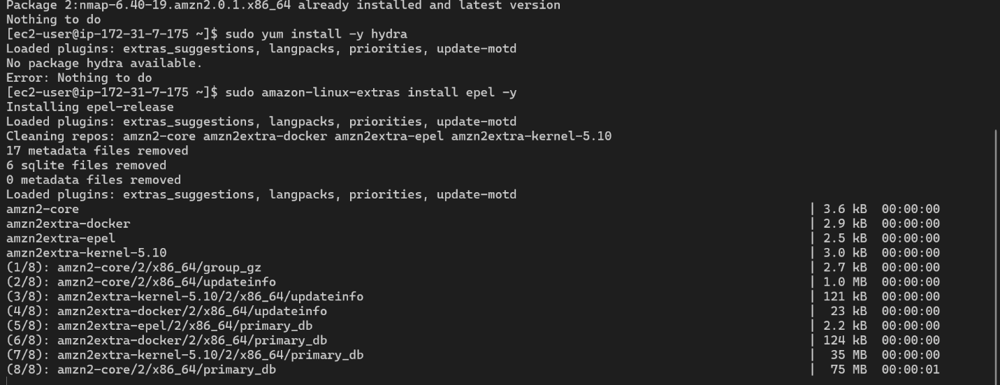 Package 2:nmap-6.40-19.amzn2.0.1.x86_64 already installed and latest version
Nothing to do
[ec2-user@ip-172-31-7-175 ~]$ sudo yum install -y hydra
Loaded plugins: extras_suggestions, langpacks, priorities, update-motd
No package hydra available.
Error: Nothing to do
[ec2-user@ip-172-31-7-175 ~]$ sudo amazon-linux-extras install epel -y
Installing epel-release
Loaded plugins: extras_suggestions, langpacks, priorities, update-motd
Cleaning repos: amzn2-core amzn2extra-docker amzn2extra-epel amzn2extra-kernel-5.10
17 metadata files removed
6 sqlite files removed
0 metadata files removed
Loaded plugins: extras_suggestions, langpacks, priorities, update-motd
amzn2-core | 3.6 kB 00:00:00
amzn2extra-docker | 2.9 kB 00:00:00
amzn2extra-epel | 2.5 kB 00:00:00
amzn2extra-kernel-5.10 | 3.0 kB 00:00:00
(1/8): amzn2-core/2/x86_64/group_gz | 2.7 kB 00:00:00
(2/8): amzn2-core/2/x86_64/updateinfo | 1.0 MB 00:00:00
(3/8): amzn2extra-kernel-5.10/2/x86_64/updateinfo | 121 kB 00:00:00
(4/8): amzn2extra-docker/2/x86_64/updateinfo | 23 kB 00:00:00
(5/8): amzn2extra-epel/2/x86_64/primary_db | 2.2 kB 00:00:00
(6/8): amzn2extra-docker/2/x86_64/primary_db | 124 kB 00:00:00
(7/8): amzn2extra-kernel-5.10/2/x86_64/primary_db | 35 MB 00:00:00
(8/8): amzn2-core/2/x86_64/primary_db | 75 MB 00:00:01